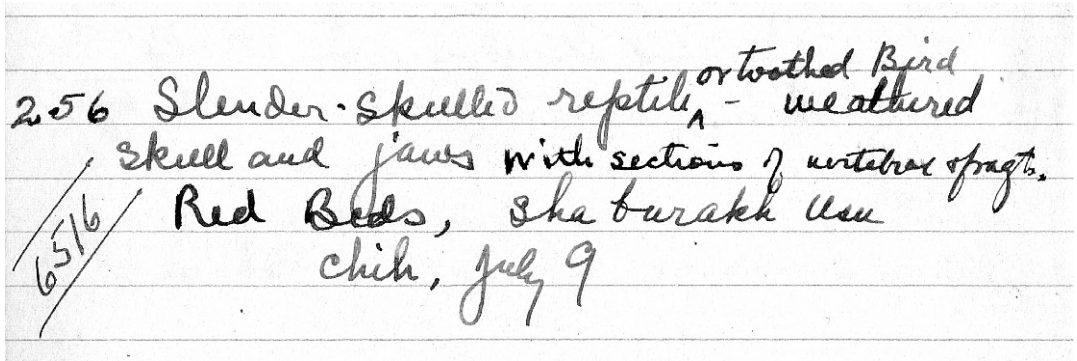 or toothed Bird
256 Slender-skulled reptile ‸ - weathered
skull and jaws with sections of vertebrae & fragts.
Red Beds, Shabarakh Usu
6516
Chih, July 9